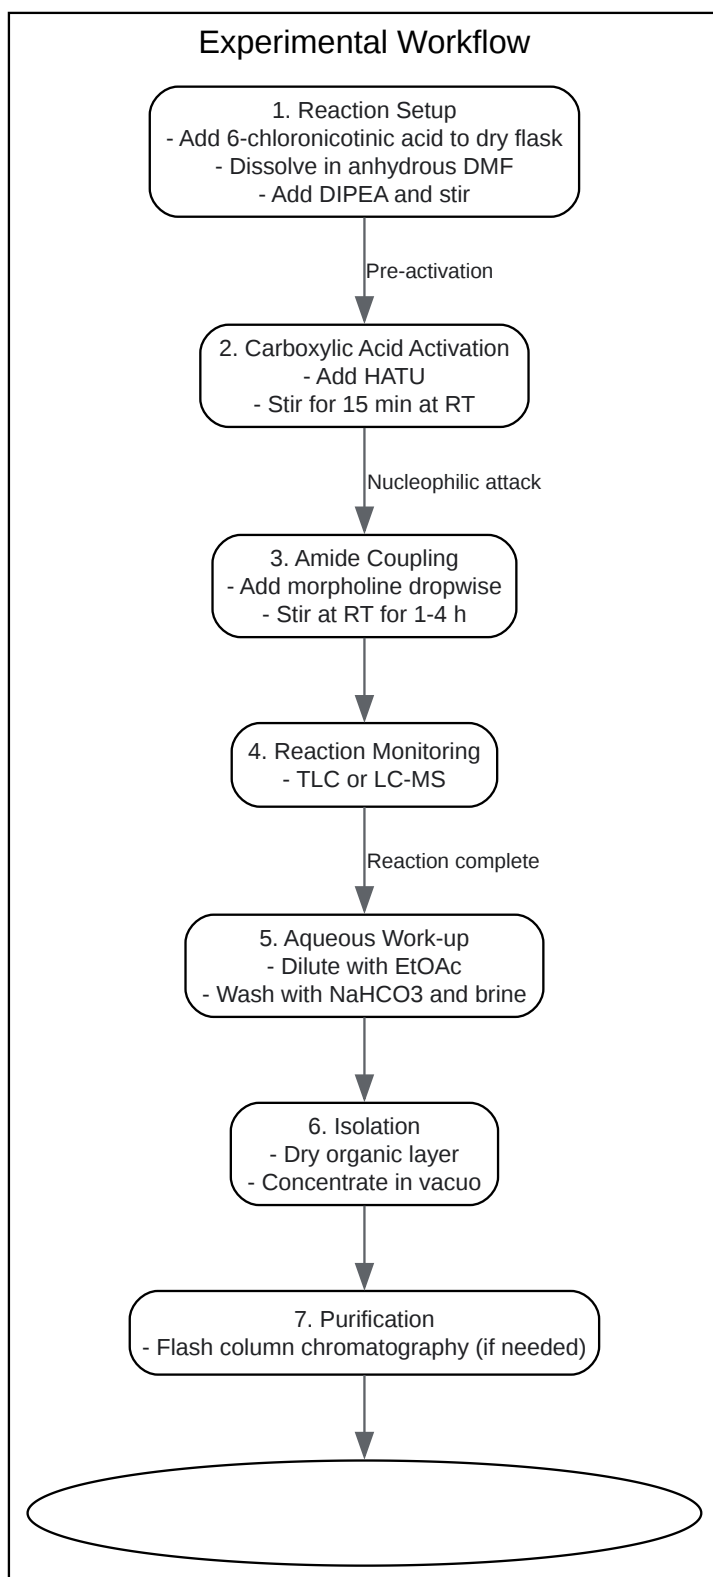 Experimental Workflow
1. Reaction Setup
- Add 6-chloronicotinic acid to dry flask
- Dissolve in anhydrous DMF
- Add DIPEA and stir
Pre-activation
2. Carboxylic Acid Activation
- Add HATU
- Stir for 15 min at RT
Nucleophilic attack
3. Amide Coupling
- Add morpholine dropwise
- Stir at RT for 1-4 h
4. Reaction Monitoring
- TLC or LC-MS
Reaction complete
5. Aqueous Work-up
- Dilute with EtOAc
- Wash with NaHCO3 and brine
6. Isolation
- Dry organic layer
- Concentrate in vacuo
7. Purification
- Flash column chromatography (if needed)